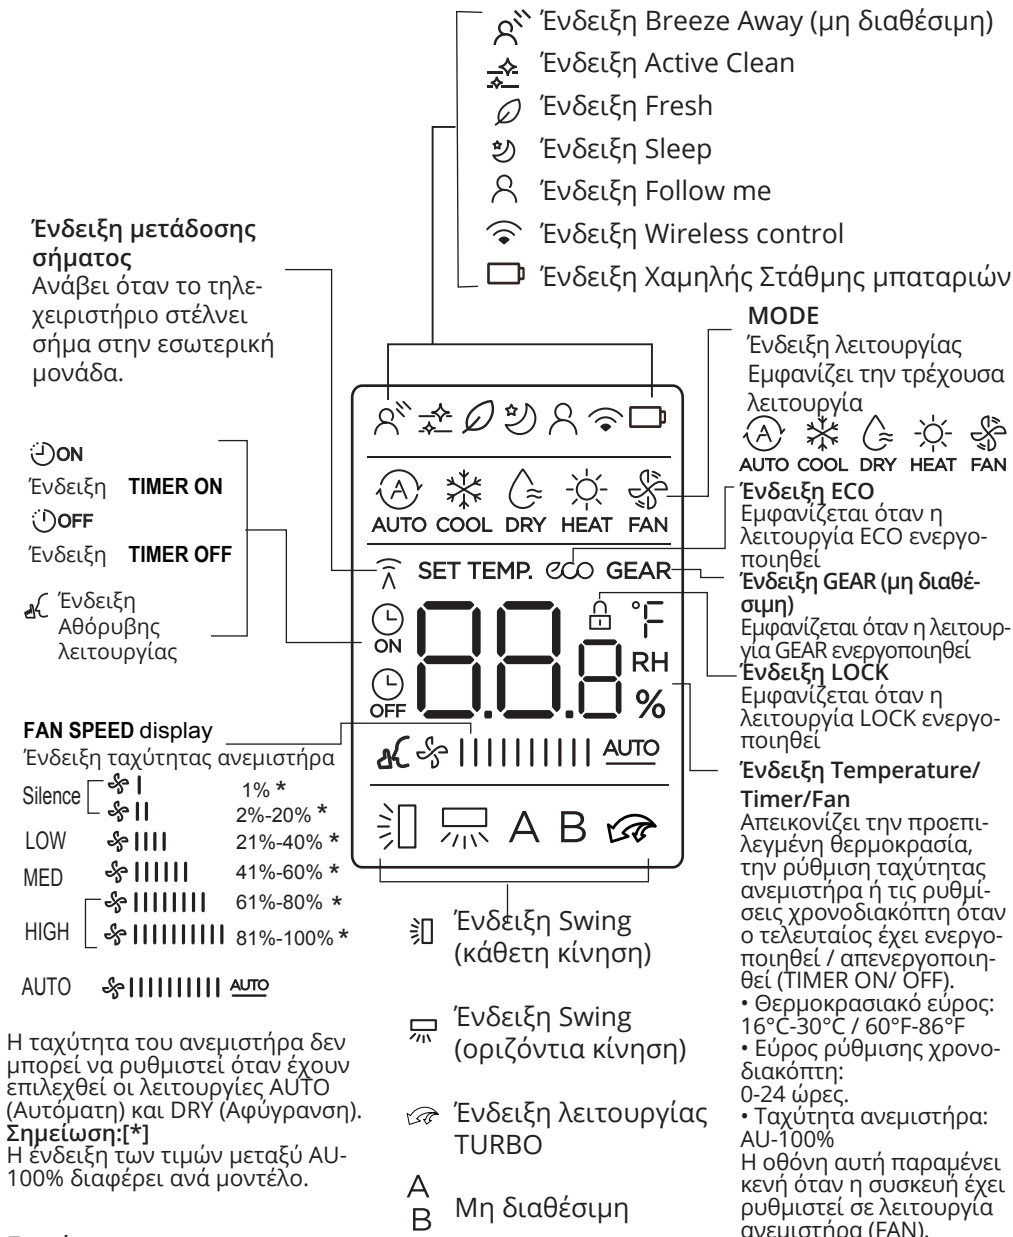 Ένδειξη Breeze Away (μη διαθέσιμη)
Ένδειξη Active Clean
Ένδειξη Fresh
Ένδειξη Sleep
Ένδειξη Follow me
Ένδειξη Wireless control
Ένδειξη Χαμηλής Στάθμης μπαταριών
Ένδειξη μετάδοσης
σήματος
Ανάβει όταν το τηλε-
χειριστήριο στέλνει
σήμα στην εσωτερική
μονάδα.
ON
Ένδειξη TIMER ON
OFF
Ένδειξη TIMER OFF
Ένδειξη
Αθόρυβης
λειτουργίας
FAN SPEED display
Ένδειξη ταχύτητας ανεμιστήρα
Silence
1% *
2%-20% *
LOW 21%-40% *
MED 41%-60% *
HIGH
61%-80% *
81%-100% *
AUTO AUTO
Η ταχύτητα του ανεμιστήρα δεν
μπορεί να ρυθμιστεί όταν έχουν
επιλεχθεί οι λειτουργίες AUTO
(Αυτόματη) και DRY (Αφύγρανση).
Σημείωση:[*]
Η ένδειξη των τιμών μεταξύ AU-
100% διαφέρει ανά μοντέλο.
A
AUTO COOL DRY HEAT FAN
SET TEMP. eco GEAR
ON
OFF
88.8
°F
RH
%
AUTO
A B
Ένδειξη Swing
(κάθετη κίνηση)
Ένδειξη Swing
(οριζόντια κίνηση)
Ένδειξη λειτουργίας
TURBO
A
B
Μη διαθέσιμη
MODE
Ένδειξη λειτουργίας
Εμφανίζει την τρέχουσα
λειτουργία
A
AUTO COOL DRY HEAT FAN
Ένδειξη ECO
Εμφανίζεται όταν η
λειτουργία ECO ενεργο-
ποιηθεί
Ένδειξη GEAR (μη διαθέ-
σιμη)
Εμφανίζεται όταν η λειτουρ-
γία GEAR ενεργοποιηθεί
Ένδειξη LOCK
Εμφανίζεται όταν η
λειτουργία LOCK ενεργο-
ποιηθεί
Ένδειξη Temperature/
Timer/Fan
Απεικονίζει την προεπι-
λεγμένη θερμοκρασία,
την ρύθμιση ταχύτητας
ανεμιστήρα ή τις ρυθμί-
σεις χρονοδιακόπτη όταν
ο τελευταίος έχει ενεργο-
ποιηθεί / απενεργοποιη-
θεί (TIMER ON/ OFF).
• Θερμοκρασιακό εύρος:
16°C-30°C / 60°F-86°F
• Εύρος ρύθμισης χρονο-
διακόπτη:
0-24 ώρες.
• Ταχύτητα ανεμιστήρα:
AU-100%
Η οθόνη αυτή παραμένει
κενή όταν η συσκευή έχει
ρυθμιστεί σε λειτουργία
ανεμιστήρα (FAN).